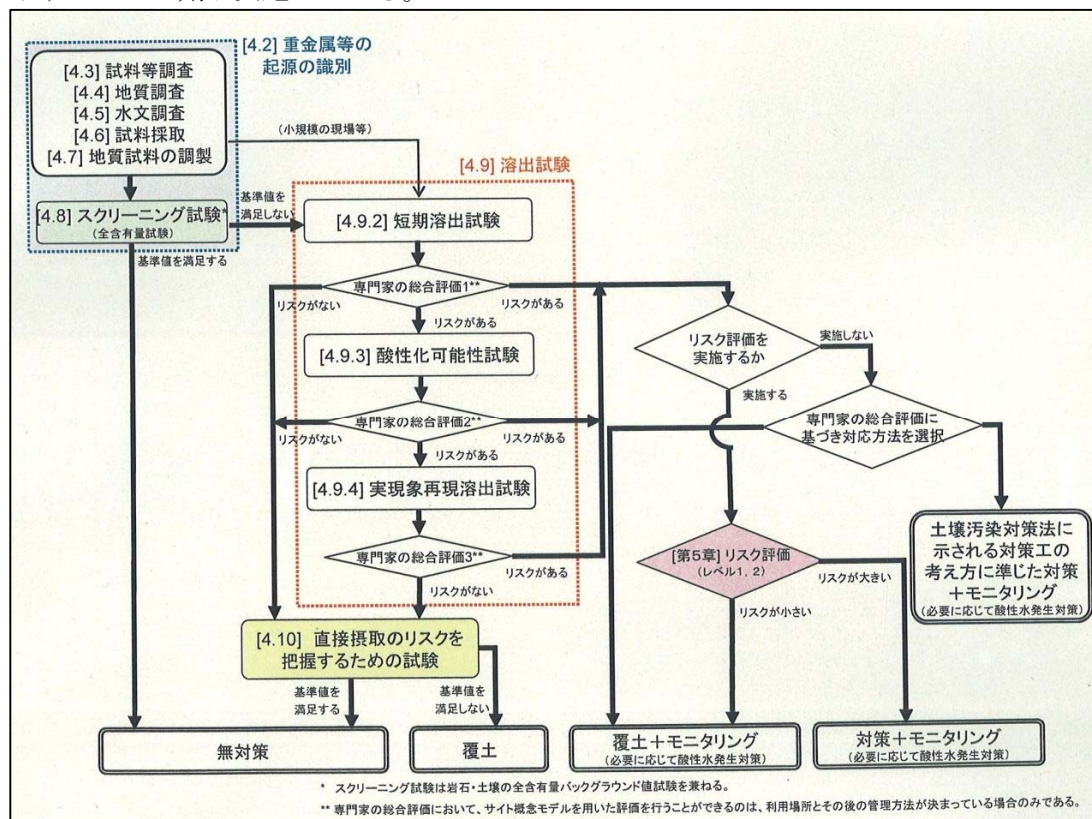 [4.2] 重金属等の
起源の識別
[4.3] 試料等調査
[4.4] 地質調査
[4.5] 水文調査
[4.6] 試料採取
[4.7] 地質試料の調製
(小規模の現場等)
[4.9] 溶出試験
[4.8] スクリーニング試験*
(全含有量試験)
基準値を
満足しない
基準値を満足する
[4.9.2] 短期溶出試験
専門家の総合評価1**
リスクがない
リスクがある
リスクがある
[4.9.3] 酸性化可能性試験
専門家の総合評価2**
リスクがない
リスクがある
リスクがある
[4.9.4] 実現象再現溶出試験
専門家の総合評価3**
リスクがある
リスクがない
リスク評価を
実施するか
実施しない
実施する
専門家の総合評価に
基づき対応方法を選択
[第5章] リスク評価
(レベル1, 2)
リスクが大きい
リスクが小さい
土壌汚染対策法に
示される対策工の
考え方に準じた対策
+モニタリング
(必要に応じて酸性水発生対策)
[4.10] 直接摂取のリスクを
把握するための試験
基準値を
満足する
基準値を
満足しない
無対策
覆土
覆土+モニタリング
(必要に応じて酸性水発生対策)
対策+モニタリング
(必要に応じて酸性水発生対策)
* スクリーニング試験は岩石・土壌の全含有量バックグラウンド値試験を兼ねる。
** 専門家の総合評価において、サイト概念モデルを用いた評価を行うことができるのは、利用場所とその後の管理方法が決まっている場合のみである。